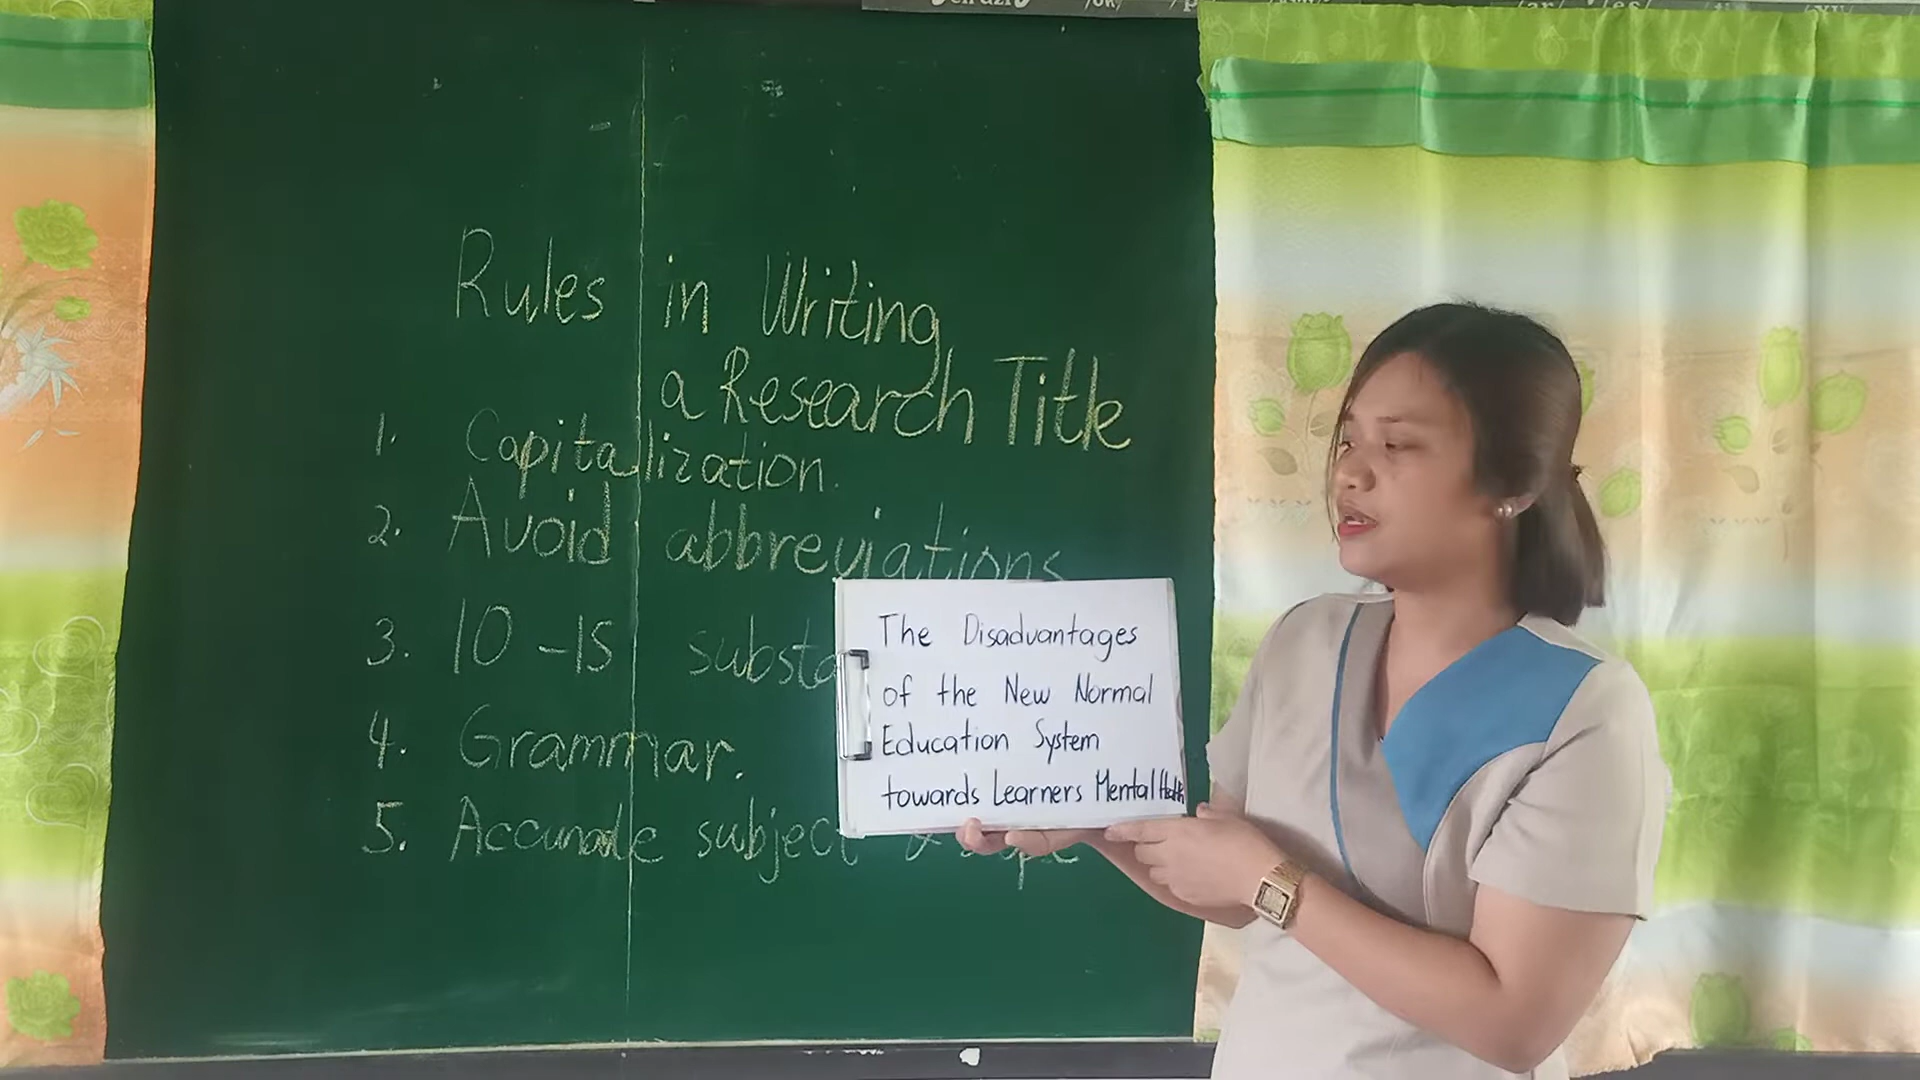 Rules in Writing
a Research Title
1. Capitalization.
2. Avoid abbreviations
3. 10-15
4. Grammar.
5. Accurate subject &
The Disadvantages
of the New Normal
Education System
towards Learners Mental Health